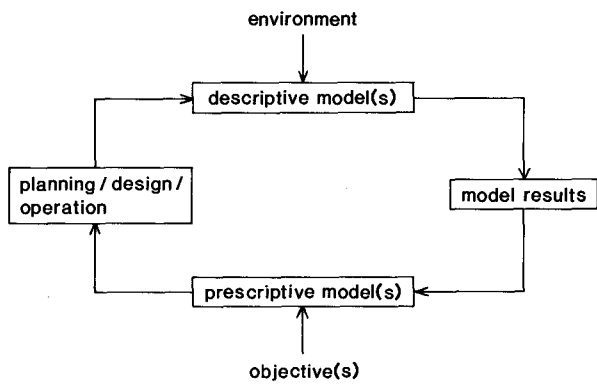 environment
descriptive model(s)
planning / design /
operation
model results
prescriptive model(s)
objective(s)